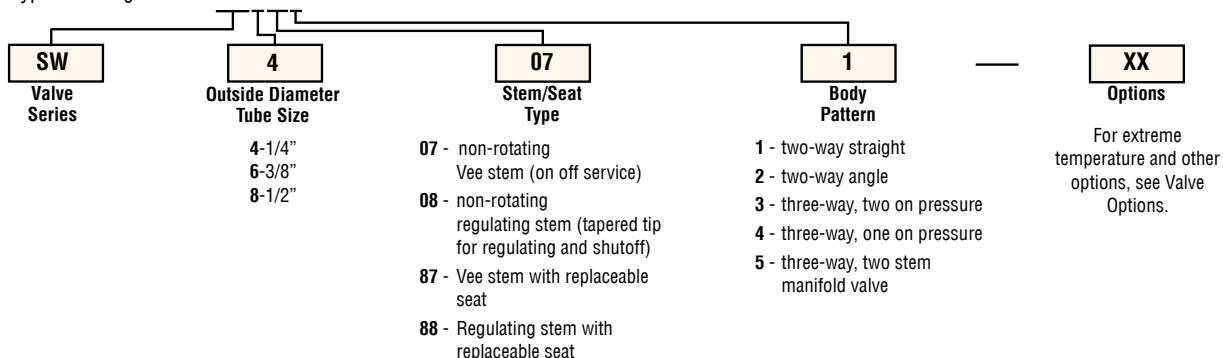 SW
Valve
Series
4
Outside Diameter
Tube Size
4-1/4”
6-3/8”
8-1/2”
07
Stem/Seat
Type
07 - non-rotating
Vee stem (on off service)
08 - non-rotating
regulating stem (tapered tip
for regulating and shutoff)
87 - Vee stem with replaceable
seat
88 - Regulating stem with
replaceable seat
1
Body
Pattern
1 - two-way straight
2 - two-way angle
3 - three-way, two on pressure
4 - three-way, one on pressure
5 - three-way, two stem
manifold valve
—
XX
Options
For extreme
temperature and other
options, see Valve
Options.